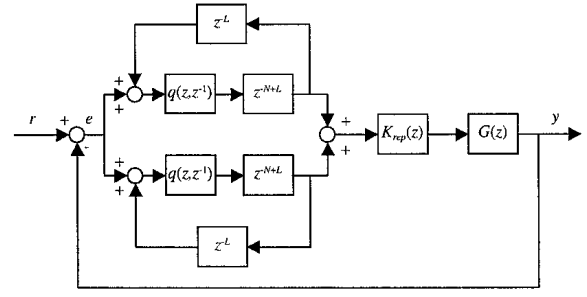 z⁻ᴸ
+
+
q(z,z⁻¹)
z⁻ᴺ⁺ᴸ
r
+
e
-
+
+
K_rep(z)
G(z)
y
+
+
q(z,z⁻¹)
z⁻ᴺ⁺ᴸ
z⁻ᴸ